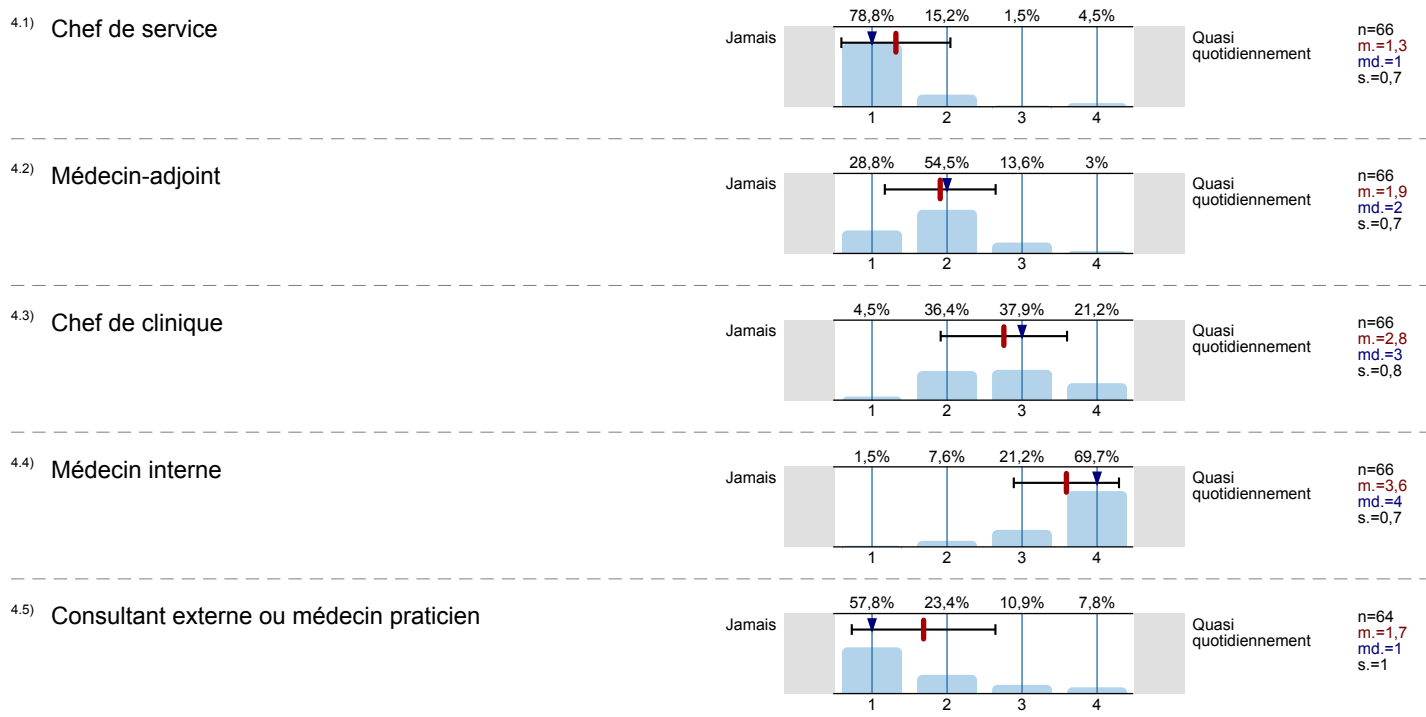 4.1) Chef de service
78,8% 15,2% 1,5% 4,5%
Jamais
Quasi
quotidiennement
n=66
m.=1,3
md.=1
s.=0,7
1 2 3 4
4.2) Médecin-adjoint
28,8% 54,5% 13,6% 3%
Jamais
Quasi
quotidiennement
n=66
m.=1,9
md.=2
s.=0,7
1 2 3 4
4.3) Chef de clinique
4,5% 36,4% 37,9% 21,2%
Jamais
Quasi
quotidiennement
n=66
m.=2,8
md.=3
s.=0,8
1 2 3 4
4.4) Médecin interne
1,5% 7,6% 21,2% 69,7%
Jamais
Quasi
quotidiennement
n=66
m.=3,6
md.=4
s.=0,7
1 2 3 4
4.5) Consultant externe ou médecin praticien
57,8% 23,4% 10,9% 7,8%
Jamais
Quasi
quotidiennement
n=64
m.=1,7
md.=1
s.=1
1 2 3 4